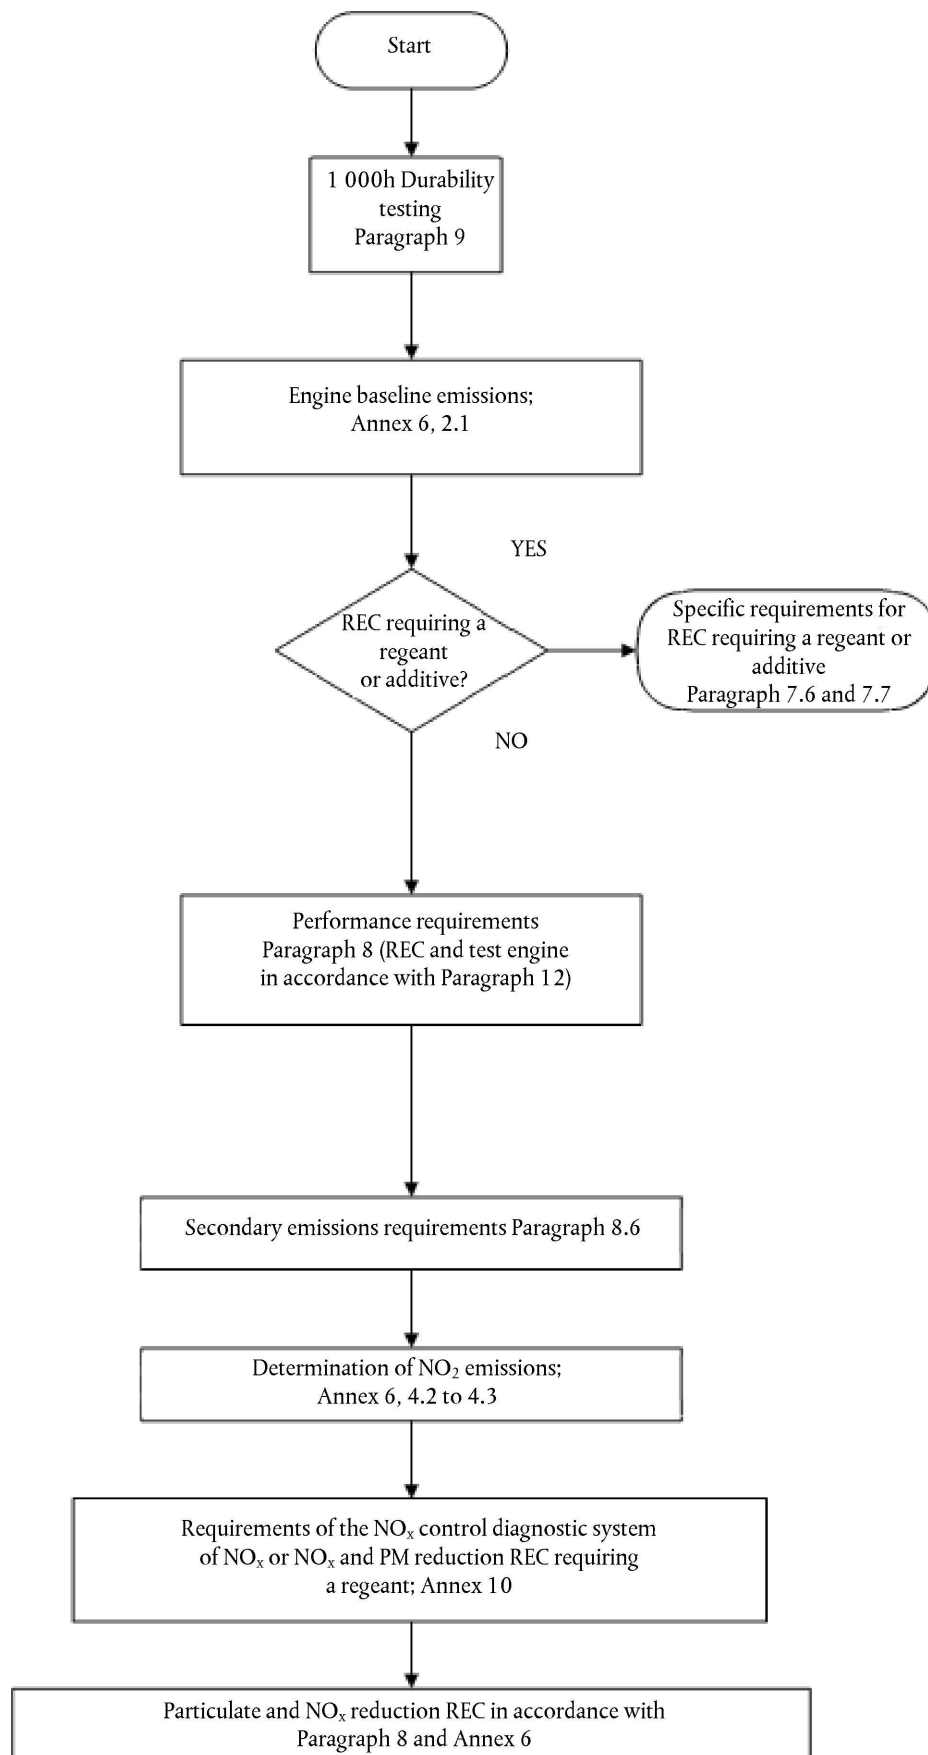 Start
1 000h Durability
testing
Paragraph 9
Engine baseline emissions;
Annex 6, 2.1
YES
REC requiring a
regeant
or additive?
Specific requirements for
REC requiring a regeant or
additive
Paragraph 7.6 and 7.7
NO
Performance requirements
Paragraph 8 (REC and test engine
in accordance with Paragraph 12)
Secondary emissions requirements Paragraph 8.6
Determination of NO₂ emissions;
Annex 6, 4.2 to 4.3
Requirements of the NOₓ control diagnostic system
of NOₓ or NOₓ and PM reduction REC requiring
a regeant; Annex 10
Particulate and NOₓ reduction REC in accordance with
Paragraph 8 and Annex 6